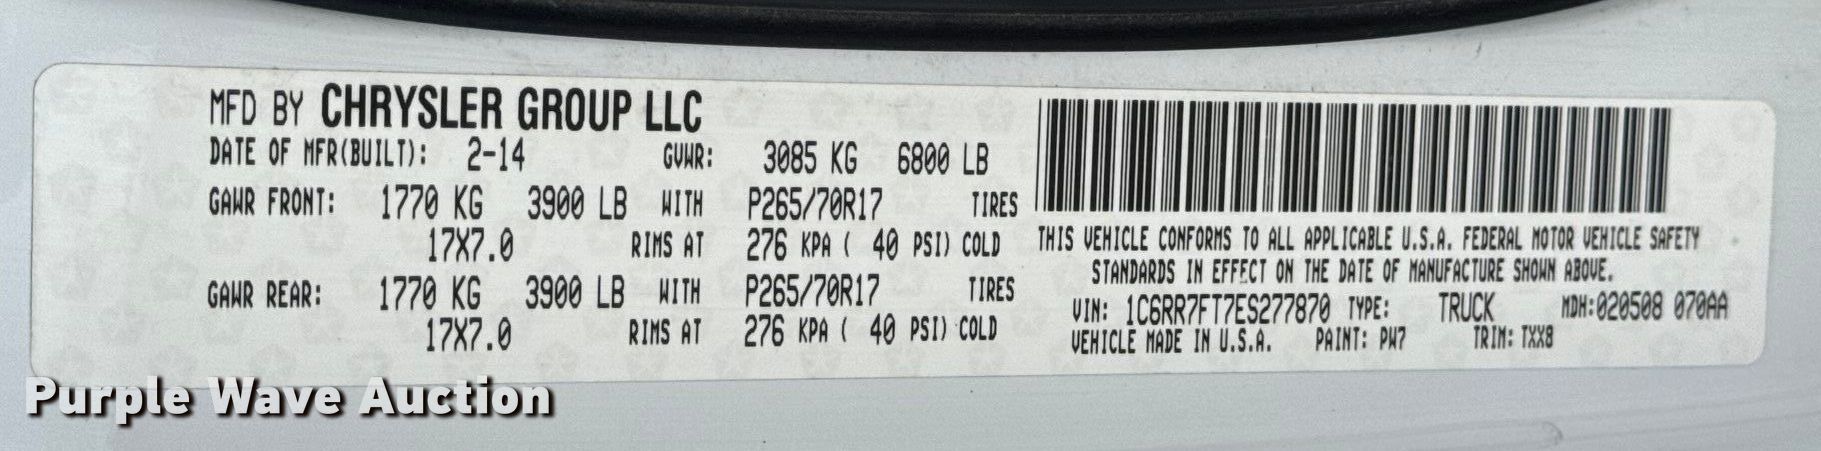 MFD BY CHRYSLER GROUP LLC
DATE OF MFR(BUILT): 2-14 GVWR: 3085 KG 6800 LB
GAWR FRONT: 1770 KG 3900 LB WITH P265/70R17 TIRES
17X7.0 RIMS AT 276 KPA ( 40 PSI) COLD
GAWR REAR: 1770 KG 3900 LB WITH P265/70R17 TIRES
17X7.0 RIMS AT 276 KPA ( 40 PSI) COLD
THIS VEHICLE CONFORMS TO ALL APPLICABLE U.S.A. FEDERAL MOTOR VEHICLE SAFETY
STANDARDS IN EFFECT ON THE DATE OF MANUFACTURE SHOWN ABOVE.
VIN: 1C6RR7FT7ES277870 TYPE: TRUCK MDH:020508 070AA
VEHICLE MADE IN U.S.A. PAINT: PW7 TRIM: TXX8
Purple Wave Auction